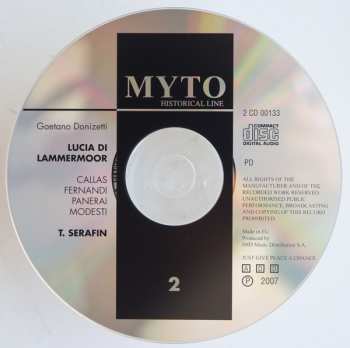 MYTO
HISTORICAL LINE
Gaetano Donizetti
LUCIA DI
LAMMERMOOR
CALLAS
FERNANDI
PANERAI
MODESTI
T. SERAFIN
2 CD 00133
COMPACT
disc
DIGITAL AUDIO
PD
ALL RIGHTS OF THE
MANUFACTURER AND OF THE
RECORDED WORK RESERVED.
UNAUTHORISED PUBLIC
PERFORMANCE, BROADCASTING
AND COPYING OF THIS RECORD
PROHIBITED.
Made in EU
Produced by
Music Distribution S.A.
JUST GIVE PEACE A CHANCE
A D D
P 2007
2